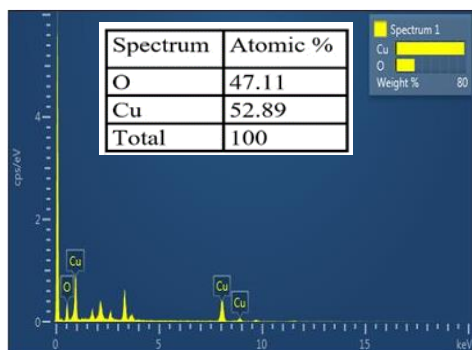 Spectrum Atomic %
O 47.11
Cu 52.89
Total 100
Spectrum 1
Cu
O
Weight % 80
cps/eV
4
2
0
O
Cu
Cu
Cu
0 5 10 15 keV